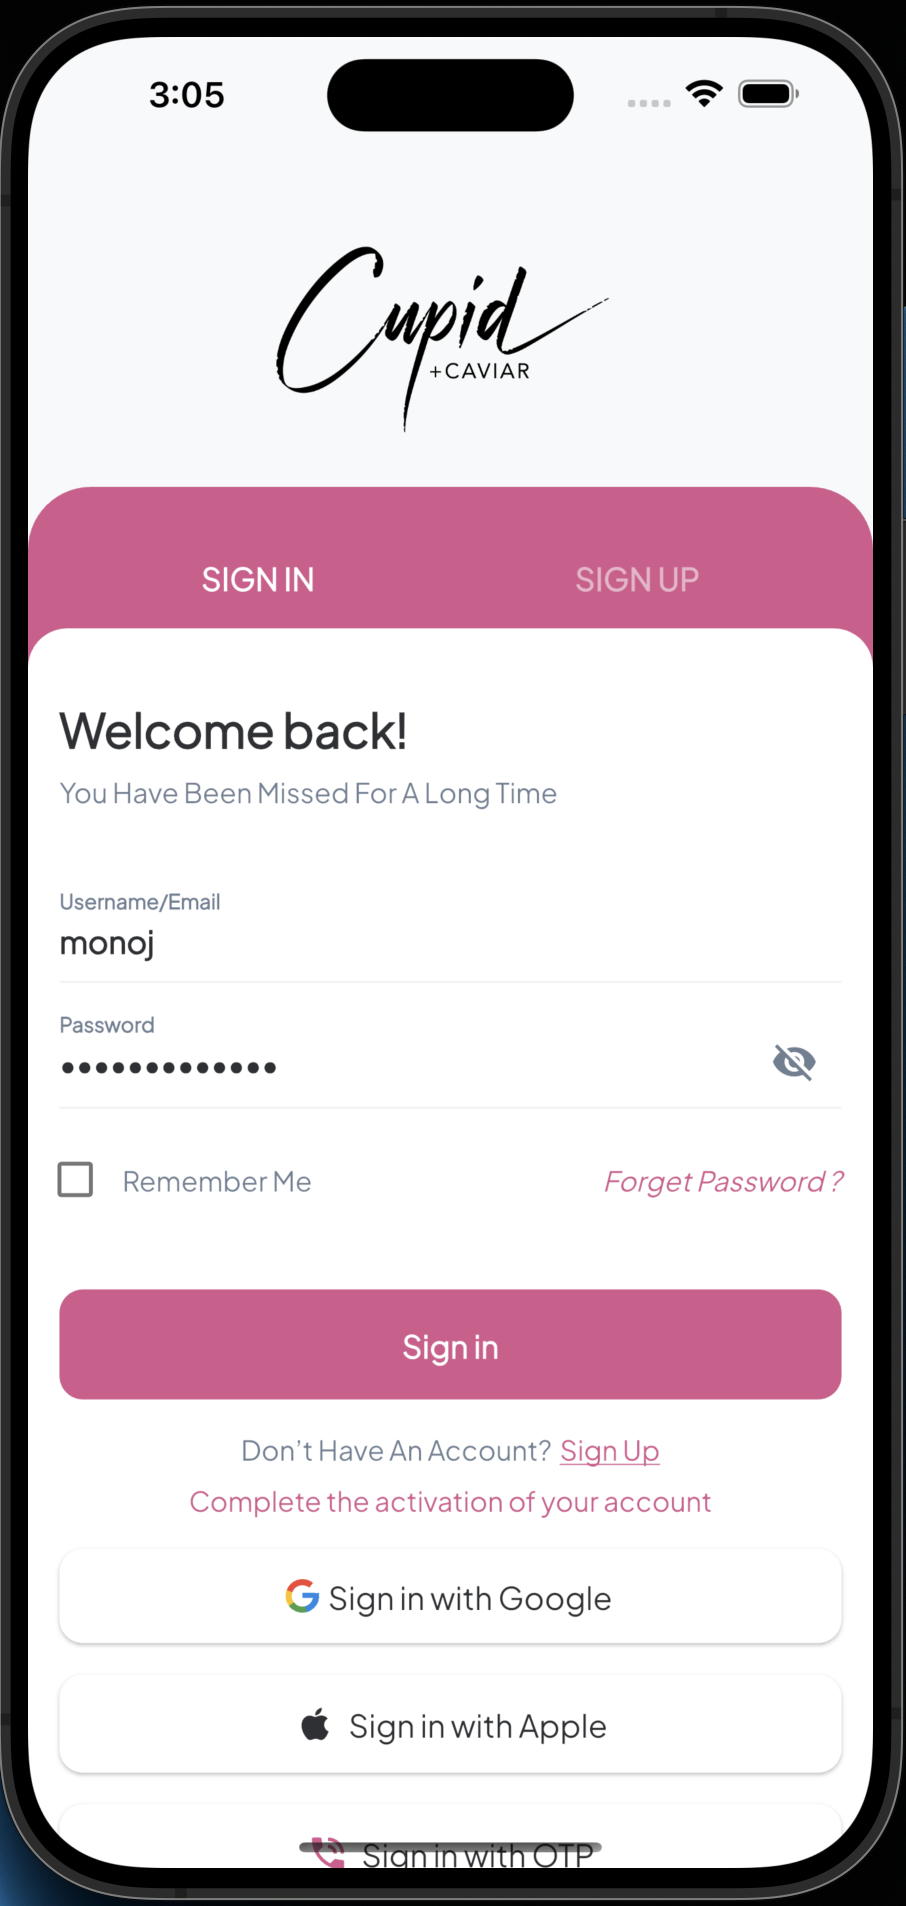 3:05
Cupid
+CAVIAR
SIGN IN
SIGN UP
Welcome back!
You Have Been Missed For A Long Time
Username/Email
monoj
Password
•••••••••••••
Remember Me
Forget Password ?
Sign in
Don’t Have An Account? Sign Up
Complete the activation of your account
Sign in with Google
Sign in with Apple
Sign in with OTP